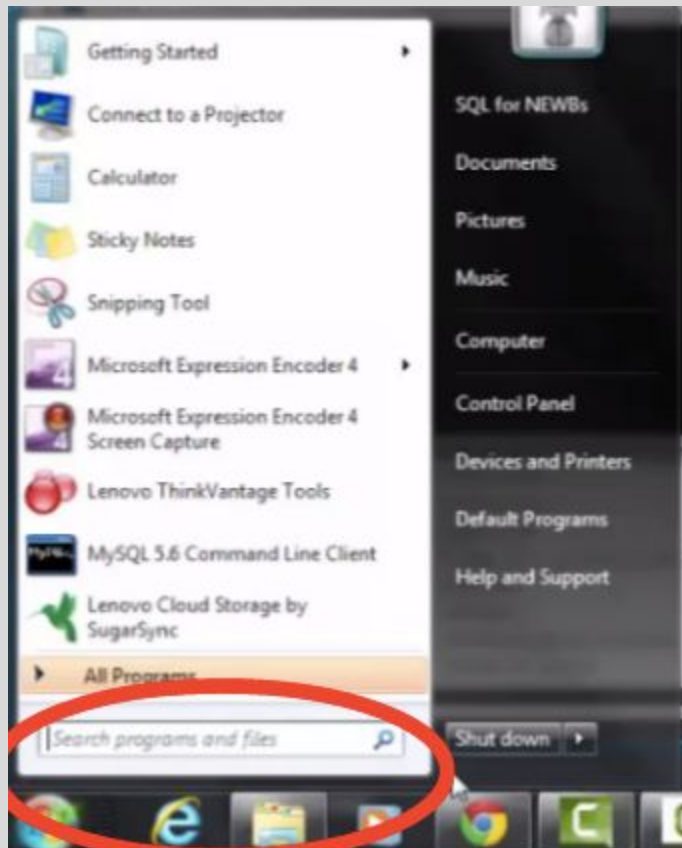 Getting Started
Connect to a Projector
Calculator
Sticky Notes
Snipping Tool
Microsoft Expression Encoder 4
Microsoft Expression Encoder 4
Screen Capture
Lenovo ThinkVantage Tools
MySQL 5.6 Command Line Client
Lenovo Cloud Storage by
SugarSync
All Programs
Search programs and files
SQL for NEWBs
Documents
Pictures
Music
Computer
Control Panel
Devices and Printers
Default Programs
Help and Support
Shut down